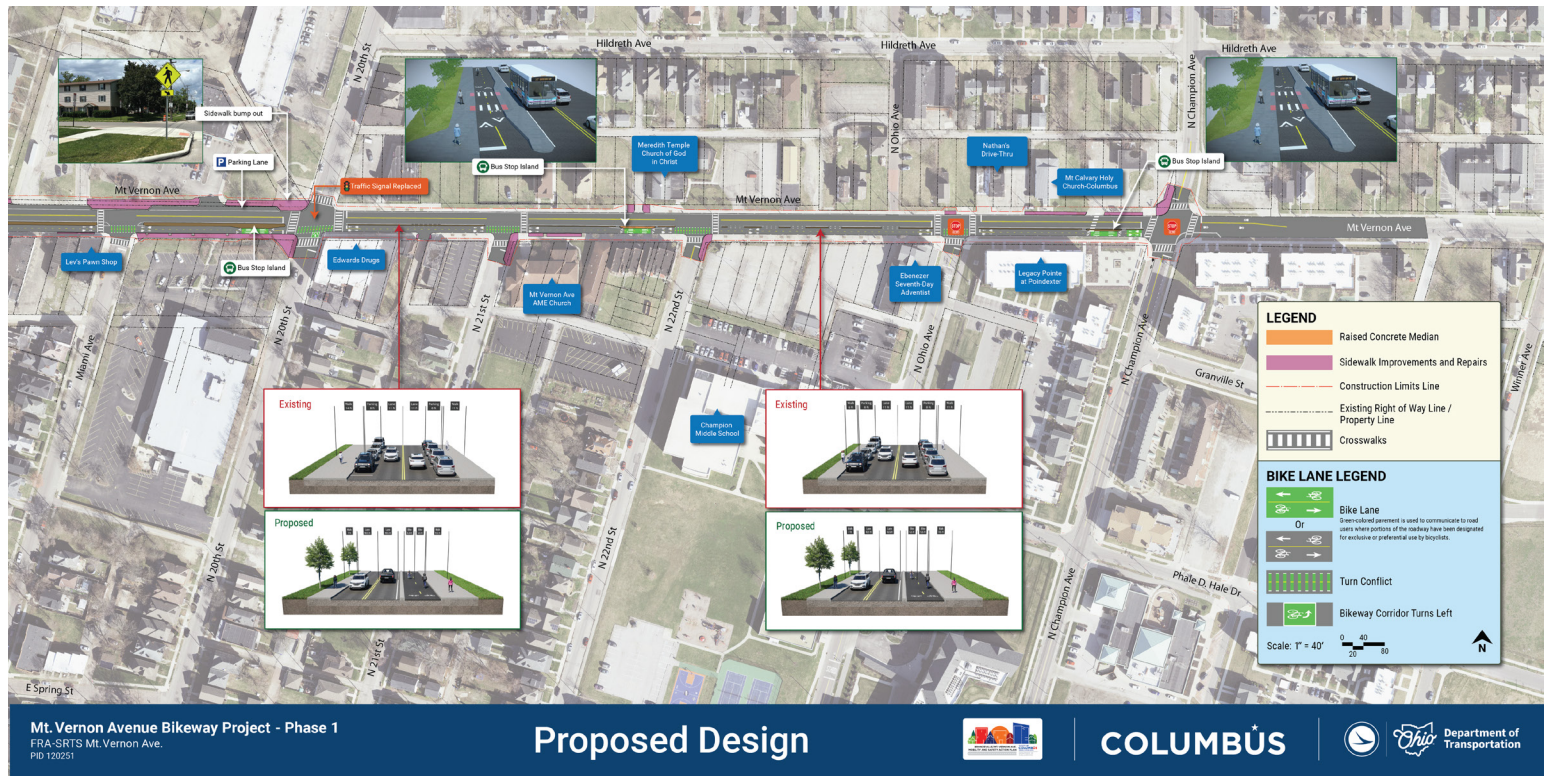 Hildreth Ave
Hildreth Ave
Hildreth Ave
N 20th St
N Champion Ave
N Ohio Ave
Sidewalk bump out
P Parking Lane
Bus Stop Island
Meredith Temple
Church of God
in Christ
Nathan's
Drive-Thru
Mt Calvary Holy
Church-Columbus
Bus Stop Island
Mt Vernon Ave
Traffic Signal Replaced
Mt Vernon Ave
Mt Vernon Ave
STOP
STOP
Lev's Pawn Shop
Bus Stop Island
Edwards Drugs
Mt Vernon Ave
AME Church
Ebenezer
Seventh-Day
Adventist
Legacy Pointe
at Poindexter
Miami Ave
N 20th St
N 21st St
N 22nd St
N Ohio Ave
N Champion Ave
Granville St
Winner Ave
Existing
Existing
Champion
Middle School
Proposed
Proposed
N 20th St
N 22nd St
N 21st St
N Champion Ave
Phale D. Hale Dr
E Spring St
LEGEND
Raised Concrete Median
Sidewalk Improvements and Repairs
Construction Limits Line
Existing Right of Way Line /
Property Line
Crosswalks
BIKE LANE LEGEND
Bike Lane
Green-colored pavement is used to communicate to road
users where portions of the roadway have been designated
for exclusive or preferential use by bicyclists.
Or
Turn Conflict
Bikeway Corridor Turns Left
Scale: 1" = 40'
0 40
20 80
N
Mt. Vernon Avenue Bikeway Project - Phase 1
FRA-SRTS Mt. Vernon Ave.
PID 120251
Proposed Design
COLUMBUS
Ohio
Department of
Transportation